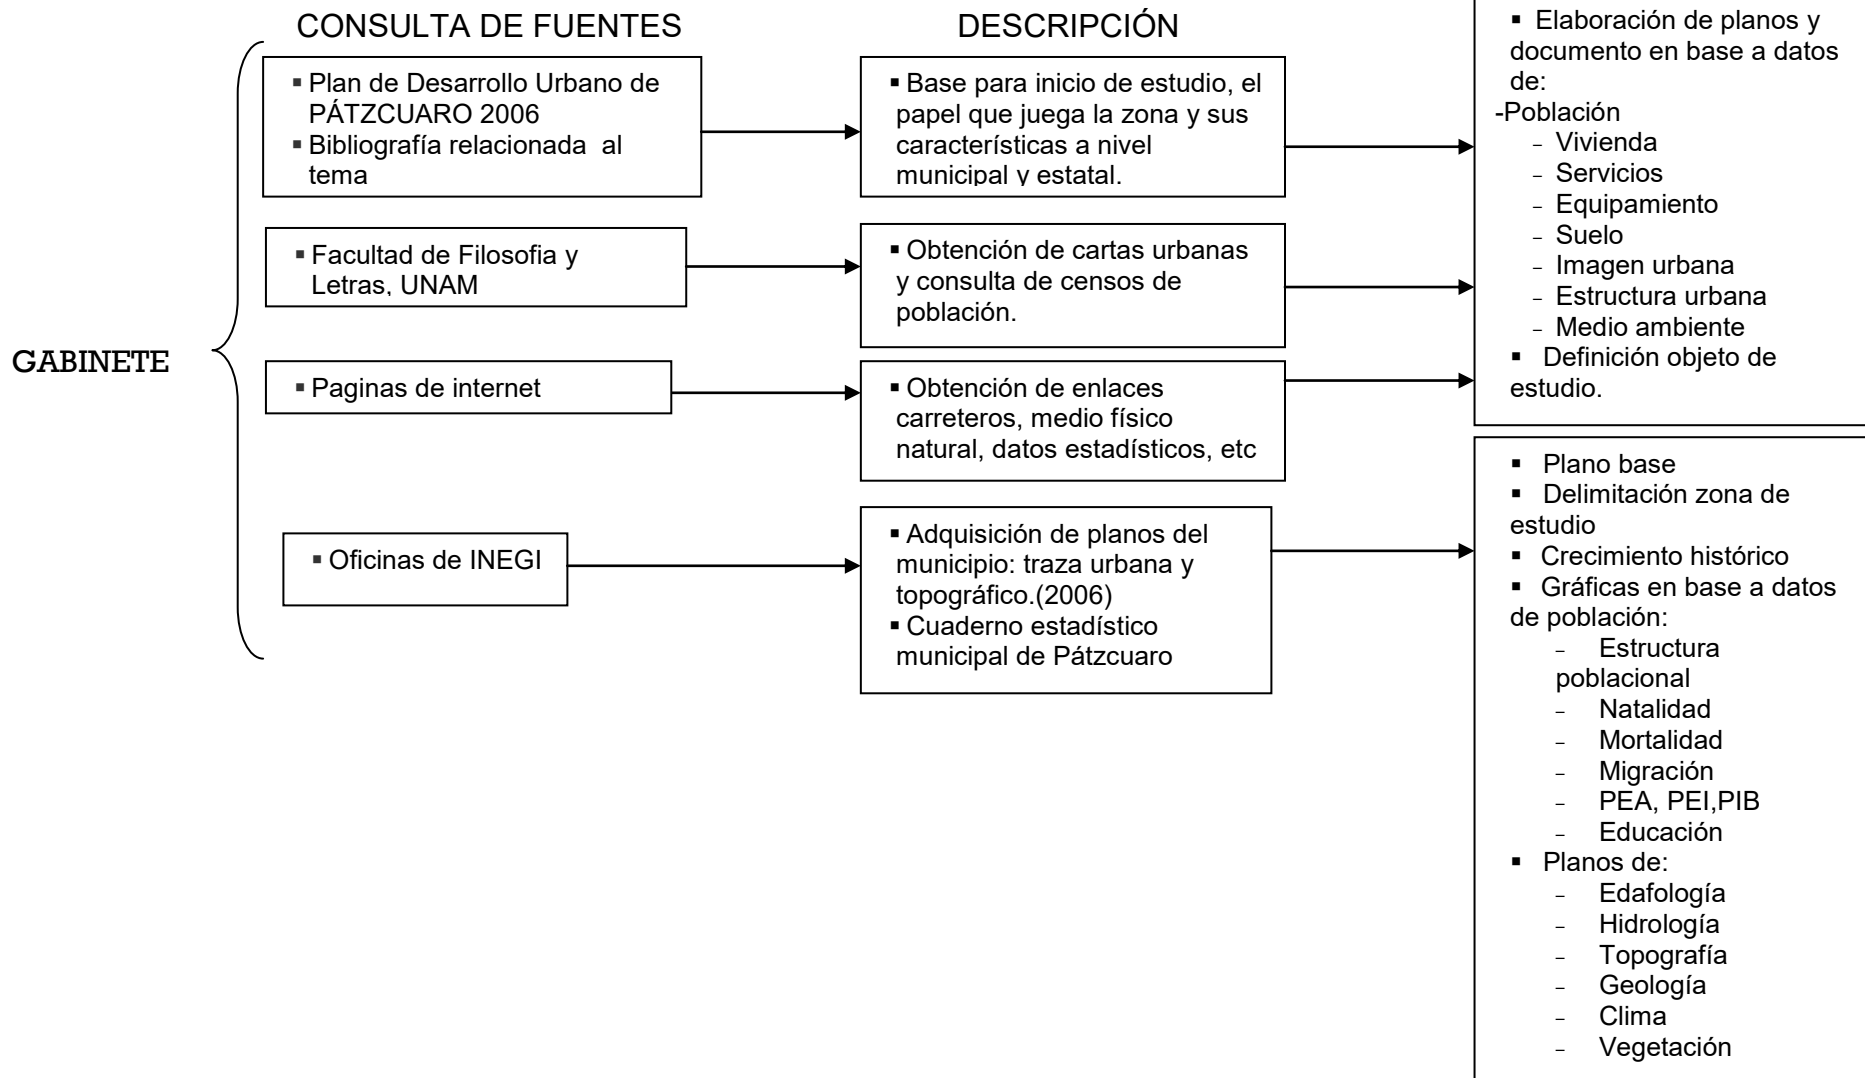 CONSULTA DE FUENTES
DESCRIPCIÓN
GABINETE
▪ Plan de Desarrollo Urbano de
PÁTZCUARO 2006
▪ Bibliografía relacionada al
tema
▪ Base para inicio de estudio, el
papel que juega la zona y sus
características a nivel
municipal y estatal.
▪ Facultad de Filosofia y
Letras, UNAM
▪ Obtención de cartas urbanas
y consulta de censos de
población.
▪ Paginas de internet
▪ Obtención de enlaces
carreteros, medio físico
natural, datos estadísticos, etc
▪ Elaboración de planos y
documento en base a datos
de:
-Población
- Vivienda
- Servicios
- Equipamiento
- Suelo
- Imagen urbana
- Estructura urbana
- Medio ambiente
▪ Definición objeto de
estudio.
▪ Oficinas de INEGI
▪ Adquisición de planos del
municipio: traza urbana y
topográfico.(2006)
▪ Cuaderno estadístico
municipal de Pátzcuaro
▪ Plano base
▪ Delimitación zona de
estudio
▪ Crecimiento histórico
▪ Gráficas en base a datos
de población:
- Estructura
poblacional
- Natalidad
- Mortalidad
- Migración
- PEA, PEI,PIB
- Educación
▪ Planos de:
- Edafología
- Hidrología
- Topografía
- Geología
- Clima
- Vegetación